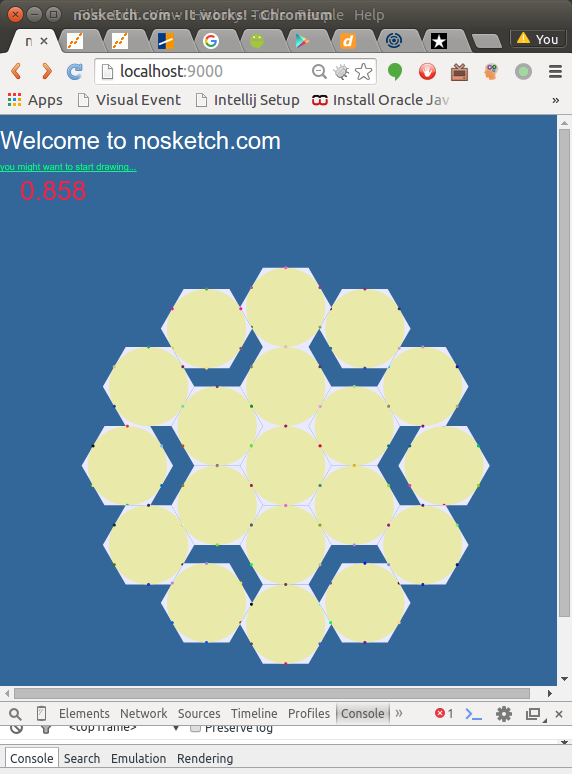 nosketch.com - It works! - Chromium
You
localhost:9000
Apps Visual Event Intellij Setup Install Oracle Jav »
Welcome to nosketch.com
you might want to start drawing...
0.858
Elements Network Sources Timeline Profiles Console » 1
<top frame> Preserve log
Console Search Emulation Rendering